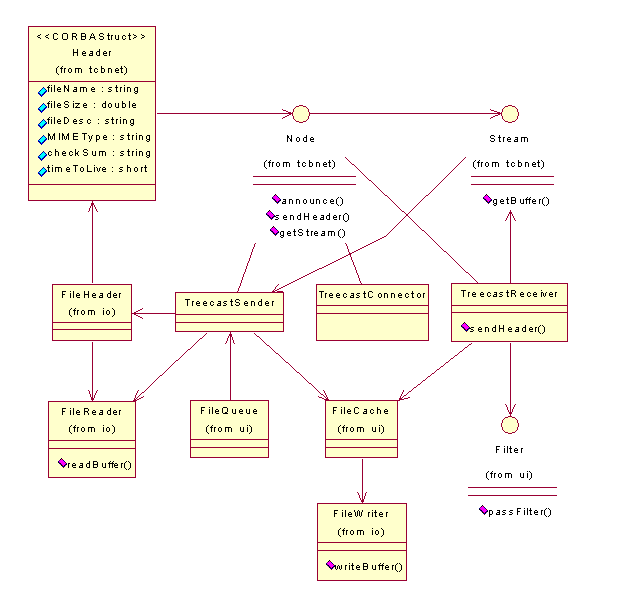 <<CORBAStruct>>
Header
(from tcbnet)
fileName : string
fileSize : double
fileDesc : string
MIMEType : string
checkSum : string
timeToLive : short
Node
(from tcbnet)
announce()
sendHeader()
getStream()
Stream
(from tcbnet)
getBuffer()
FileHeader
(from io)
TreecastSender
TreecastConnector
TreecastReceiver
sendHeader()
FileReader
(from io)
readBuffer()
FileQueue
(from ui)
FileCache
(from ui)
Filter
(from ui)
passFilter()
FileWriter
(from io)
writeBuffer()